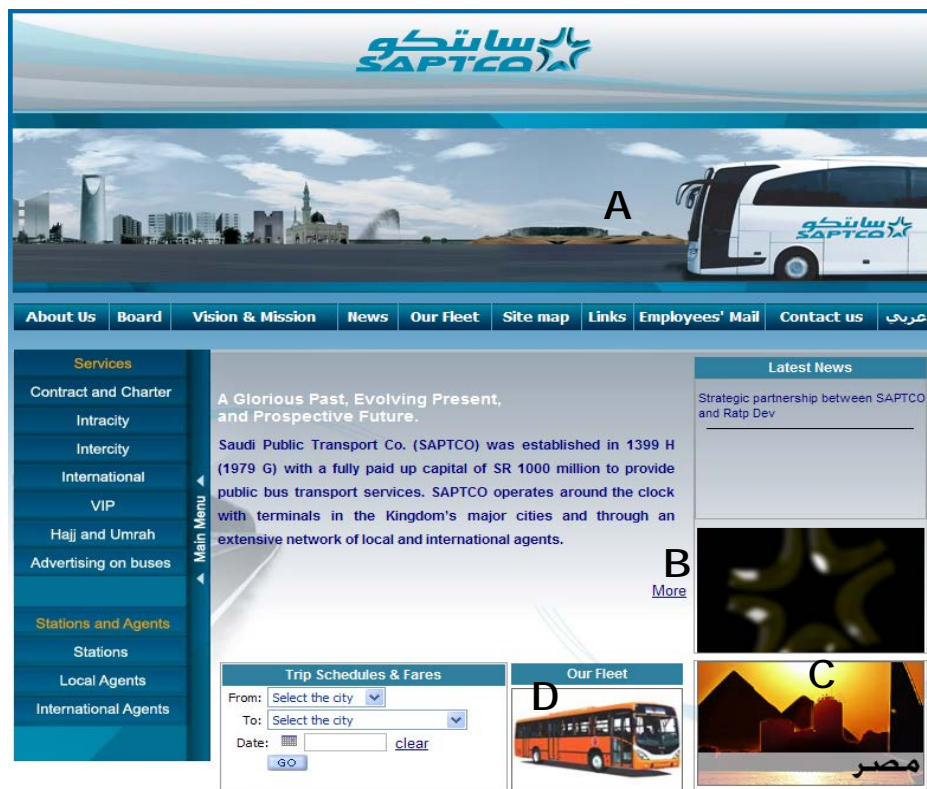 سابتكو
SAPTCO
A
سابتكو
SAPTCO
About Us Board Vision & Mission News Our Fleet Site map Links Employees' Mail Contact us عربي
Services
Contract and Charter
Intracity
Intercity
International
VIP
Hajj and Umrah
Advertising on buses
Stations and Agents
Stations
Local Agents
International Agents
Main Menu
A Glorious Past, Evolving Present,
and Prospective Future.
Saudi Public Transport Co. (SAPTCO) was established in 1399 H
(1979 G) with a fully paid up capital of SR 1000 million to provide
public bus transport services. SAPTCO operates around the clock
with terminals in the Kingdom's major cities and through an
extensive network of local and international agents.
B
More
Latest News
Strategic partnership between SAPTCO
and Ratp Dev
Trip Schedules & Fares
From: Select the city
To: Select the city
Date: clear
GO
Our Fleet
D
C
مصر